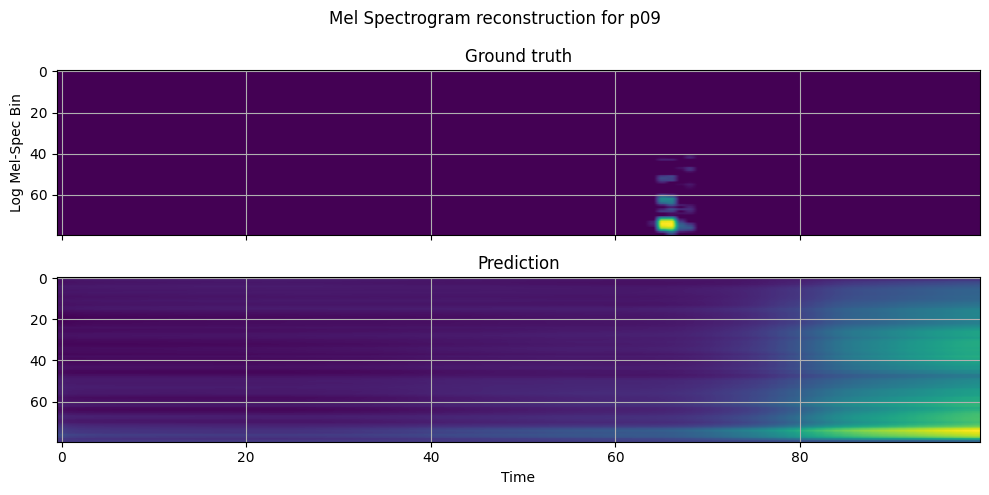 Mel Spectrogram reconstruction for p09
Ground truth
Log Mel-Spec Bin
0
20
40
60
Prediction
0
20
40
60
0 20 40 60 80
Time